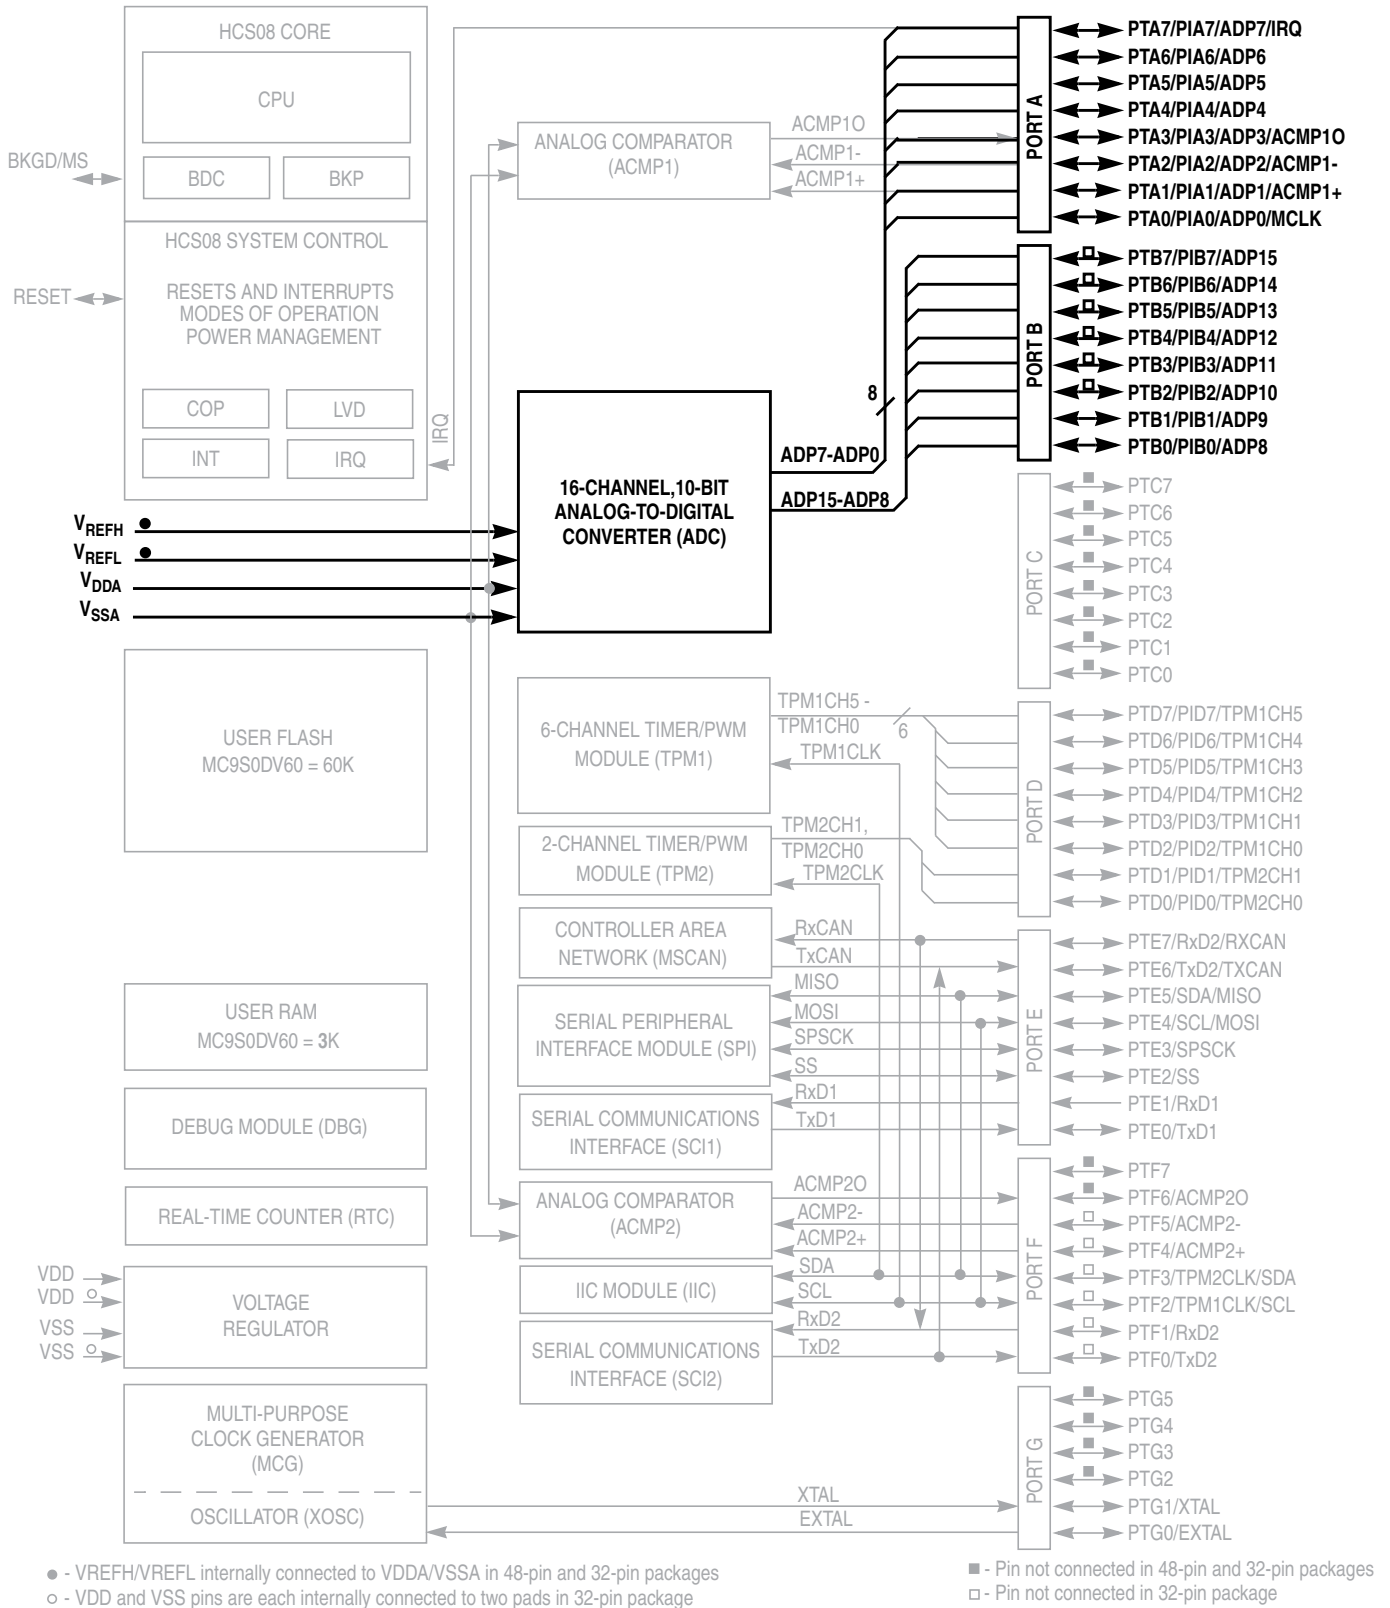 HCS08 CORE
CPU
BDC
BKP
BKGD/MS
HCS08 SYSTEM CONTROL
RESETS AND INTERRUPTS
MODES OF OPERATION
POWER MANAGEMENT
COP
LVD
INT
IRQ
RESET
IRQ
VREFH
VREFL
VDDA
VSSA
USER FLASH
MC9S0DV60 = 60K
USER RAM
MC9S0DV60 = 3K
DEBUG MODULE (DBG)
REAL-TIME COUNTER (RTC)
VDD
VDD
VSS
VSS
VOLTAGE
REGULATOR
MULTI-PURPOSE
CLOCK GENERATOR
(MCG)
OSCILLATOR (XOSC)
ANALOG COMPARATOR
(ACMP1)
ACMP1O
ACMP1-
ACMP1+
16-CHANNEL,10-BIT
ANALOG-TO-DIGITAL
CONVERTER (ADC)
8
ADP7-ADP0
ADP15-ADP8
6-CHANNEL TIMER/PWM
MODULE (TPM1)
TPM1CH5 -
TPM1CH0
6
TPM1CLK
2-CHANNEL TIMER/PWM
MODULE (TPM2)
TPM2CH1,
TPM2CH0
TPM2CLK
CONTROLLER AREA
NETWORK (MSCAN)
RxCAN
TxCAN
SERIAL PERIPHERAL
INTERFACE MODULE (SPI)
MISO
MOSI
SPSCK
SS
SERIAL COMMUNICATIONS
INTERFACE (SCI1)
RxD1
TxD1
ANALOG COMPARATOR
(ACMP2)
ACMP2O
ACMP2-
ACMP2+
IIC MODULE (IIC)
SDA
SCL
SERIAL COMMUNICATIONS
INTERFACE (SCI2)
RxD2
TxD2
XTAL
EXTAL
PORT A
PTA7/PIA7/ADP7/IRQ
PTA6/PIA6/ADP6
PTA5/PIA5/ADP5
PTA4/PIA4/ADP4
PTA3/PIA3/ADP3/ACMP1O
PTA2/PIA2/ADP2/ACMP1-
PTA1/PIA1/ADP1/ACMP1+
PTA0/PIA0/ADP0/MCLK
PORT B
PTB7/PIB7/ADP15
PTB6/PIB6/ADP14
PTB5/PIB5/ADP13
PTB4/PIB4/ADP12
PTB3/PIB3/ADP11
PTB2/PIB2/ADP10
PTB1/PIB1/ADP9
PTB0/PIB0/ADP8
PORT C
PTC7
PTC6
PTC5
PTC4
PTC3
PTC2
PTC1
PTC0
PORT D
PTD7/PID7/TPM1CH5
PTD6/PID6/TPM1CH4
PTD5/PID5/TPM1CH3
PTD4/PID4/TPM1CH2
PTD3/PID3/TPM1CH1
PTD2/PID2/TPM1CH0
PTD1/PID1/TPM2CH1
PTD0/PID0/TPM2CH0
PORT E
PTE7/RxD2/RXCAN
PTE6/TxD2/TXCAN
PTE5/SDA/MISO
PTE4/SCL/MOSI
PTE3/SPSCK
PTE2/SS
PTE1/RxD1
PTE0/TxD1
PORT F
PTF7
PTF6/ACMP2O
PTF5/ACMP2-
PTF4/ACMP2+
PTF3/TPM2CLK/SDA
PTF2/TPM1CLK/SCL
PTF1/RxD2
PTF0/TxD2
PORT G
PTG5
PTG4
PTG3
PTG2
PTG1/XTAL
PTG0/EXTAL
● - VREFH/VREFL internally connected to VDDA/VSSA in 48-pin and 32-pin packages
○ - VDD and VSS pins are each internally connected to two pads in 32-pin package
■ - Pin not connected in 48-pin and 32-pin packages
□ - Pin not connected in 32-pin package